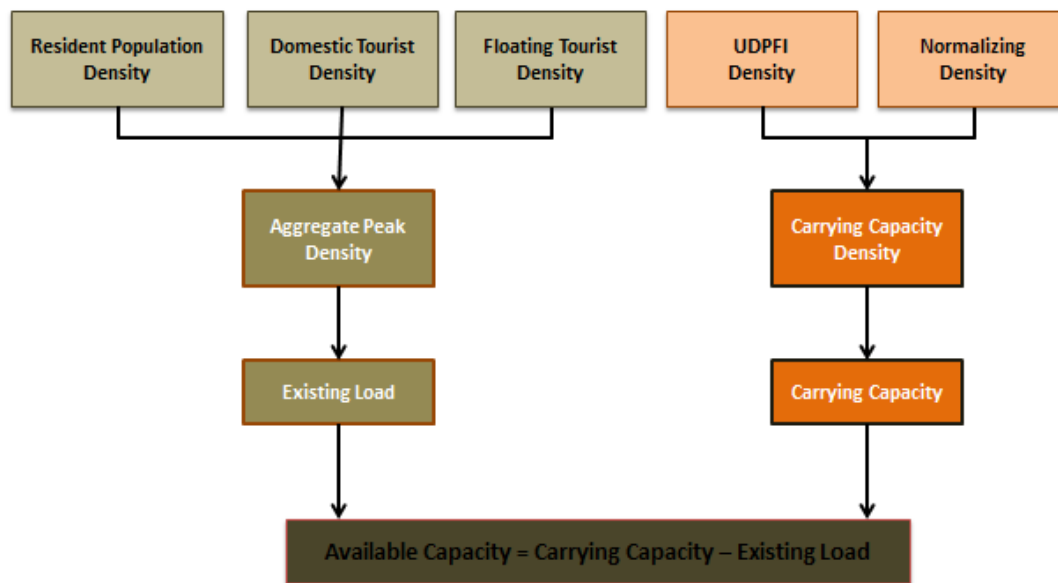 Resident Population
Density
Domestic Tourist
Density
Floating Tourist
Density
UDPFI
Density
Normalizing
Density
Aggregate Peak
Density
Carrying Capacity
Density
Existing Load
Carrying Capacity
Available Capacity = Carrying Capacity – Existing Load